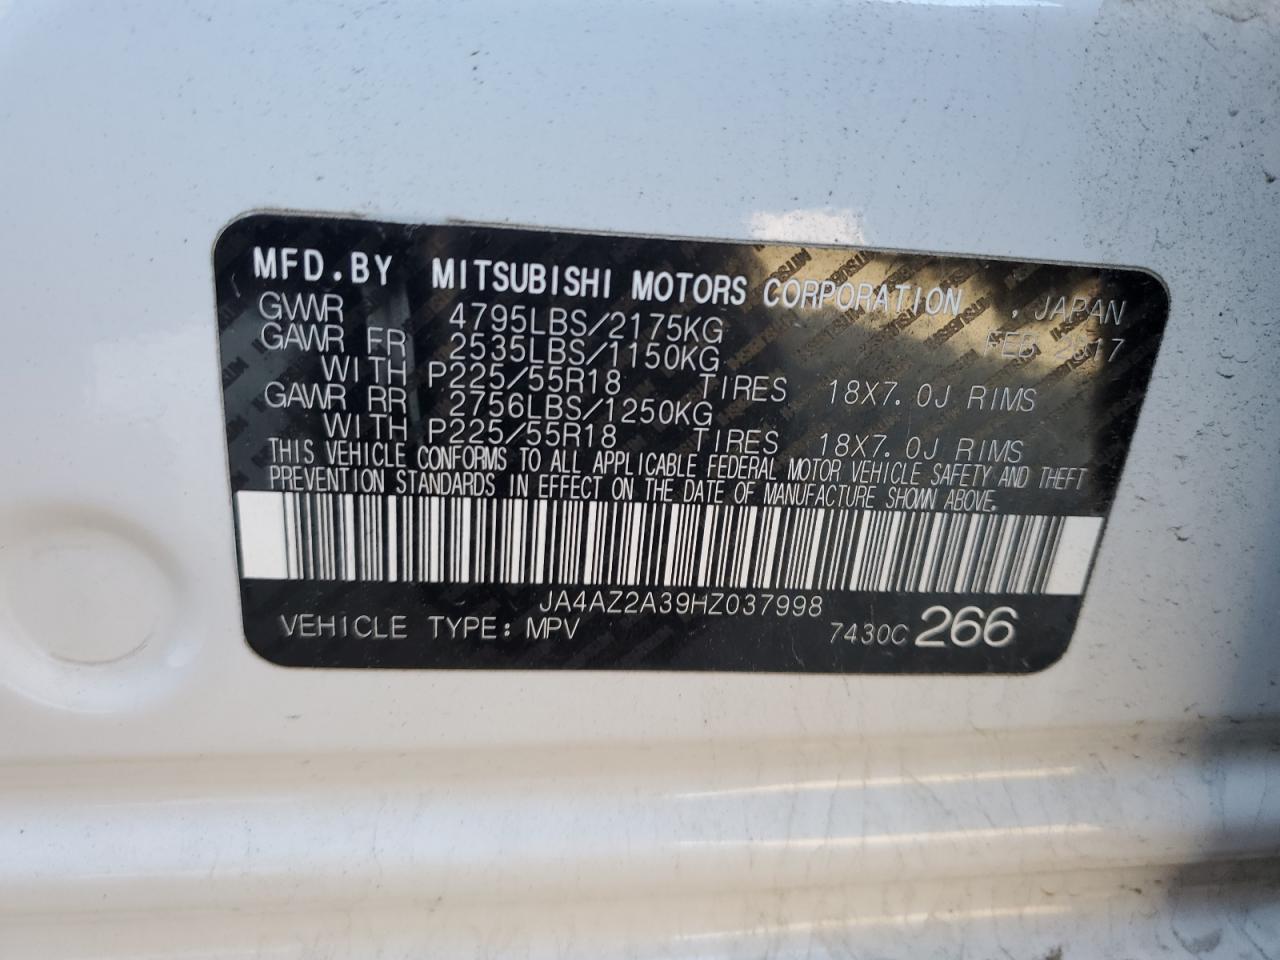 MFD.BY MITSUBISHI MOTORS CORPORATION, JAPAN
GVWR 4795LBS/2175KG FEB 2017
GAWR FR 2535LBS/1150KG
WITH P225/55R18 TIRES 18X7.0J RIMS
GAWR RR 2756LBS/1250KG
WITH P225/55R18 TIRES 18X7.0J RIMS
THIS VEHICLE CONFORMS TO ALL APPLICABLE FEDERAL MOTOR VEHICLE SAFETY AND THEFT
PREVENTION STANDARDS IN EFFECT ON THE DATE OF MANUFACTURE SHOWN ABOVE.
JA4AZ2A39HZ037998
VEHICLE TYPE: MPV 7430C 266